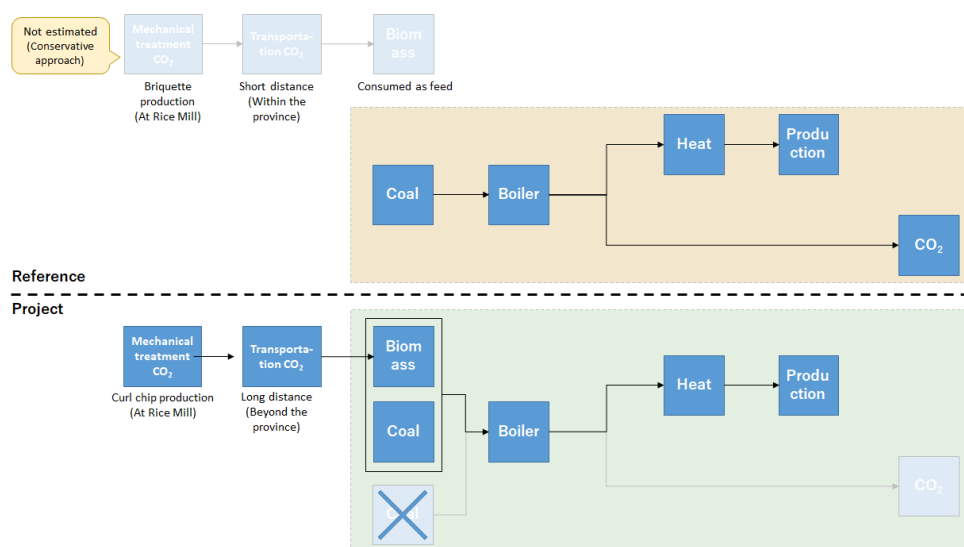 Not estimated
(Conservative
approach)
Mechanical
treatment
CO₂
Transporta-
tion CO₂
Biom
ass
Briquette
production
(At Rice Mill)
Short distance
(Within the
province)
Consumed as feed
Heat
Produ
ction
Coal
Boiler
CO₂
Reference
Project
Mechanical
treatment
CO₂
Transporta-
tion CO₂
Biom
ass
Curl chip production
(At Rice Mill)
Long distance
(Beyond the
province)
Heat
Produ
ction
Coal
Boiler
CO₂
Coal